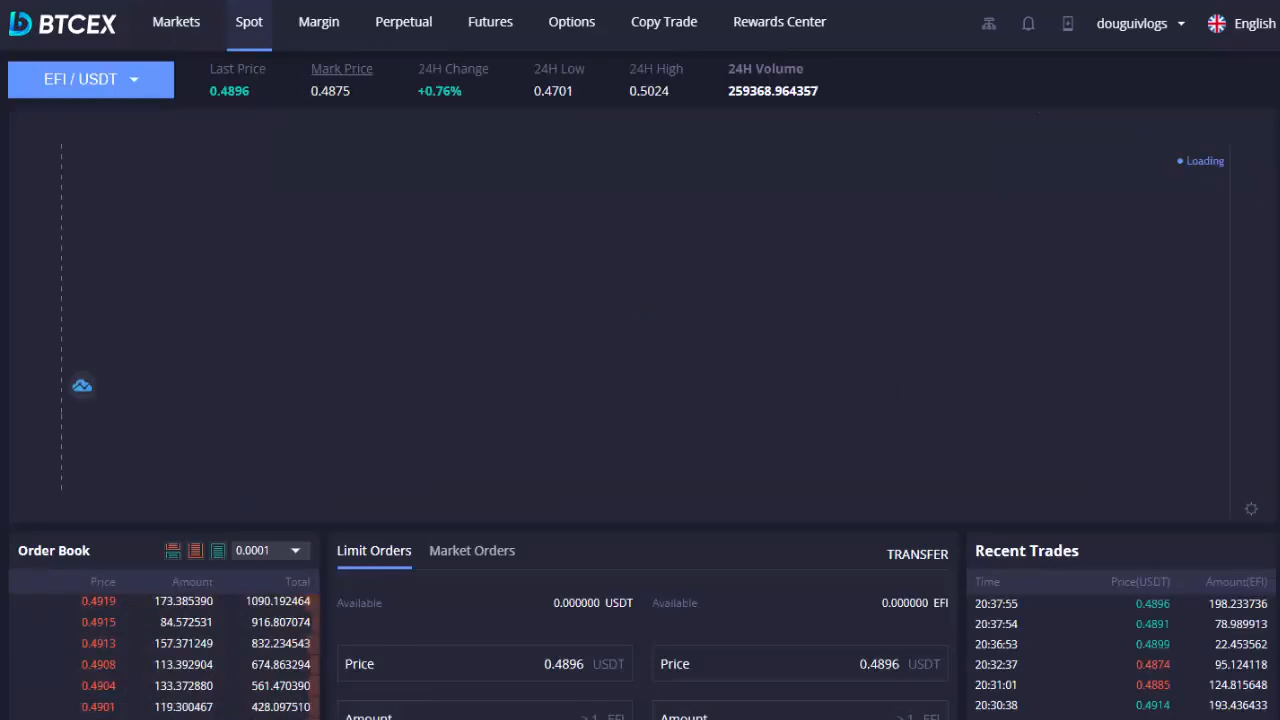 BTCEX Markets Spot Margin Perpetual Futures Options Copy Trade Rewards Center douguivlogs English
EFI / USDT
Last Price Mark Price 24H Change 24H Low 24H High 24H Volume
0.4896 0.4875 +0.76% 0.4701 0.5024 259368.964357
Loading
Order Book 0.0001
Price Amount Total
0.4919 173.385390 1090.192464
0.4915 84.572531 916.807074
0.4913 157.371249 832.234543
0.4908 113.392904 674.863294
0.4904 133.372880 561.470390
0.4901 119.300467 428.097510
Limit Orders Market Orders TRANSFER
Available 0.000000 USDT Available 0.000000 EFI
Price 0.4896 USDT Price 0.4896 USDT
Amount > 1 EFI Amount > 1 EFI
Recent Trades
Time Price(USDT) Amount(EFI)
20:37:55 0.4896 198.233736
20:37:54 0.4891 78.989913
20:36:53 0.4899 22.453562
20:32:37 0.4874 95.124118
20:31:01 0.4885 124.815648
20:30:38 0.4914 193.436433